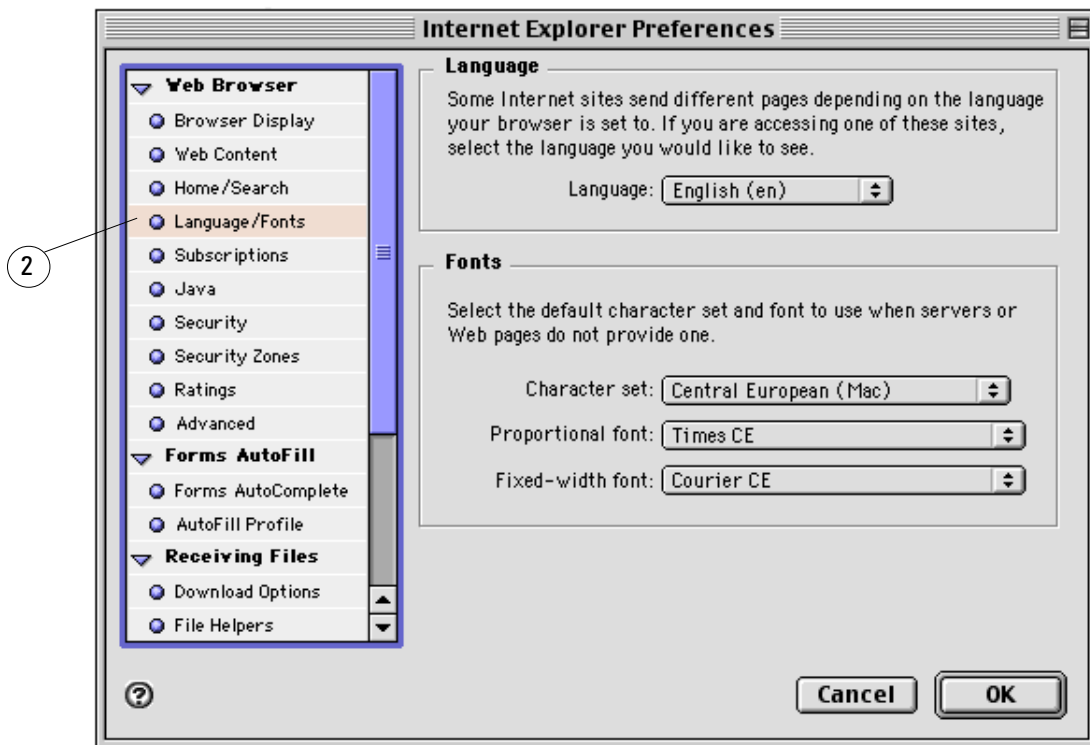 Internet Explorer Preferences
2
Web Browser
Browser Display
Web Content
Home/Search
Language/Fonts
Subscriptions
Java
Security
Security Zones
Ratings
Advanced
Forms AutoFill
Forms AutoComplete
AutoFill Profile
Receiving Files
Download Options
File Helpers
Language
Some Internet sites send different pages depending on the language
your browser is set to. If you are accessing one of these sites,
select the language you would like to see.
Language: English (en)
Fonts
Select the default character set and font to use when servers or
Web pages do not provide one.
Character set: Central European (Mac)
Proportional font: Times CE
Fixed-width font: Courier CE
?
Cancel
OK